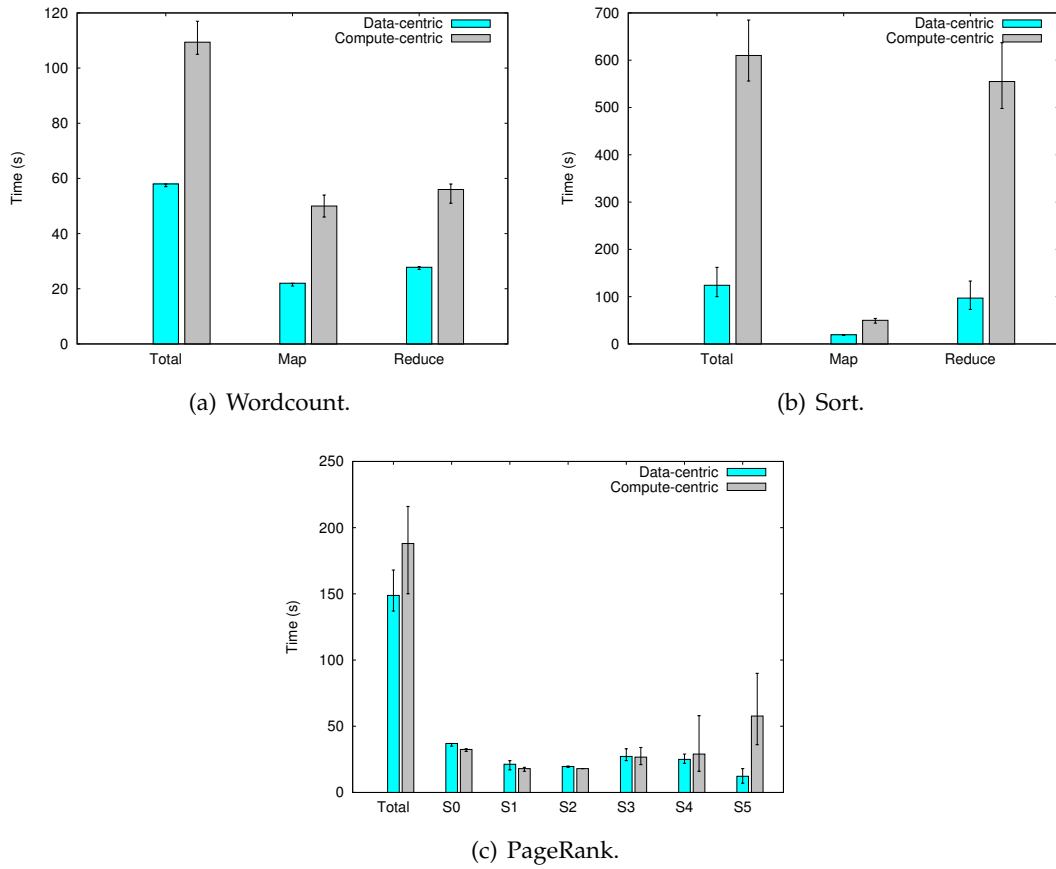 120
100
80
60
40
20
0
Time (s)
Data-centric
Compute-centric
Total Map Reduce
(a) Wordcount.
700
600
500
400
300
200
100
0
Time (s)
Data-centric
Compute-centric
Total Map Reduce
(b) Sort.
250
200
150
100
50
0
Time (s)
Data-centric
Compute-centric
Total S0 S1 S2 S3 S4 S5
(c) PageRank.